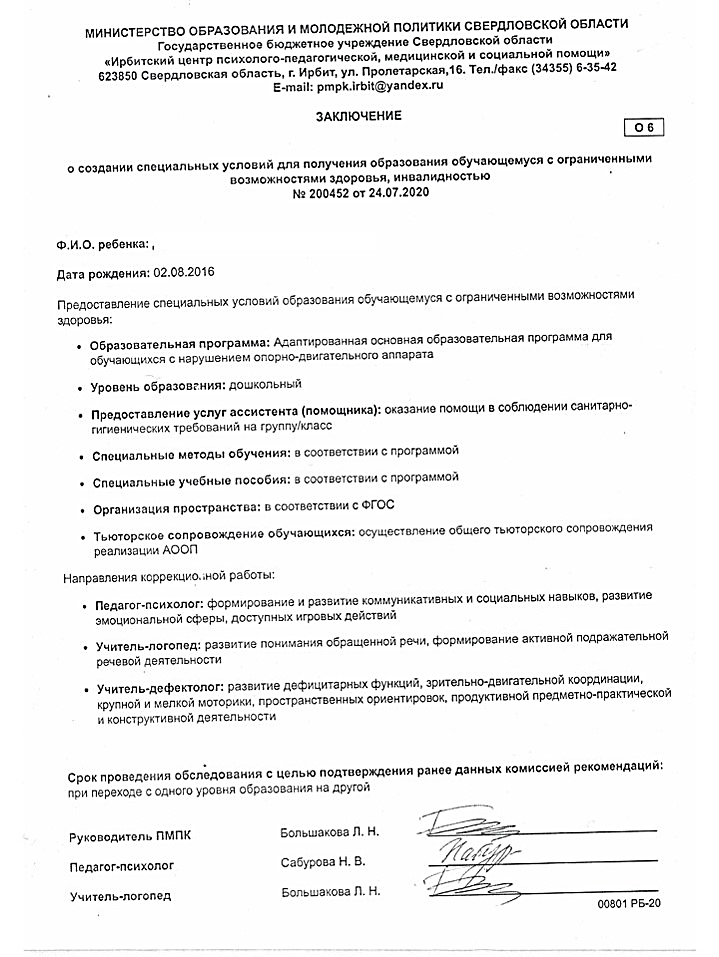 МИНИСТЕРСТВО ОБРАЗОВАНИЯ И МОЛОДЕЖНОЙ ПОЛИТИКИ СВЕРДЛОВСКОЙ ОБЛАСТИ
Государственное бюджетное учреждение Свердловской области
«Ирбитский центр психолого-педагогической, медицинской и социальной помощи»
623850 Свердловская область, г. Ирбит, ул. Пролетарская,16. Тел./факс (34355) 6-35-42
E-mail: pmpk.irbit@yandex.ru
ЗАКЛЮЧЕНИЕ
О 6
о создании специальных условий для получения образования обучающемуся с ограниченными
возможностями здоровья, инвалидностью
№ 200452 от 24.07.2020
Ф.И.О. ребенка: ,
Дата рождения: 02.08.2016
Предоставление специальных условий образования обучающемуся с ограниченными возможностями
здоровья:
• Образовательная программа: Адаптированная основная образовательная программа для
обучающихся с нарушением опорно-двигательного аппарата
• Уровень образования: дошкольный
• Предоставление услуг ассистента (помощника): оказание помощи в соблюдении санитарно-
гигиенических требований на группу/класс
• Специальные методы обучения: в соответствии с программой
• Специальные учебные пособия: в соответствии с программой
• Организация пространства: в соответствии с ФГОС
• Тьюторское сопровождение обучающихся: осуществление общего тьюторского сопровождения
реализации АООП
Направления коррекционной работы:
• Педагог-психолог: формирование и развитие коммуникативных и социальных навыков, развитие
эмоциональной сферы, доступных игровых действий
• Учитель-логопед: развитие понимания обращенной речи, формирование активной подражательной
речевой деятельности
• Учитель-дефектолог: развитие дефицитарных функций, зрительно-двигательной координации,
крупной и мелкой моторики, пространственных ориентировок, продуктивной предметно-практической
и конструктивной деятельности
Срок проведения обследования с целью подтверждения ранее данных комиссией рекомендаций:
при переходе с одного уровня образования на другой
Руководитель ПМПК Большакова Л. Н.
Педагог-психолог Сабурова Н. В.
Учитель-логопед Большакова Л. Н.
00801 РБ-20